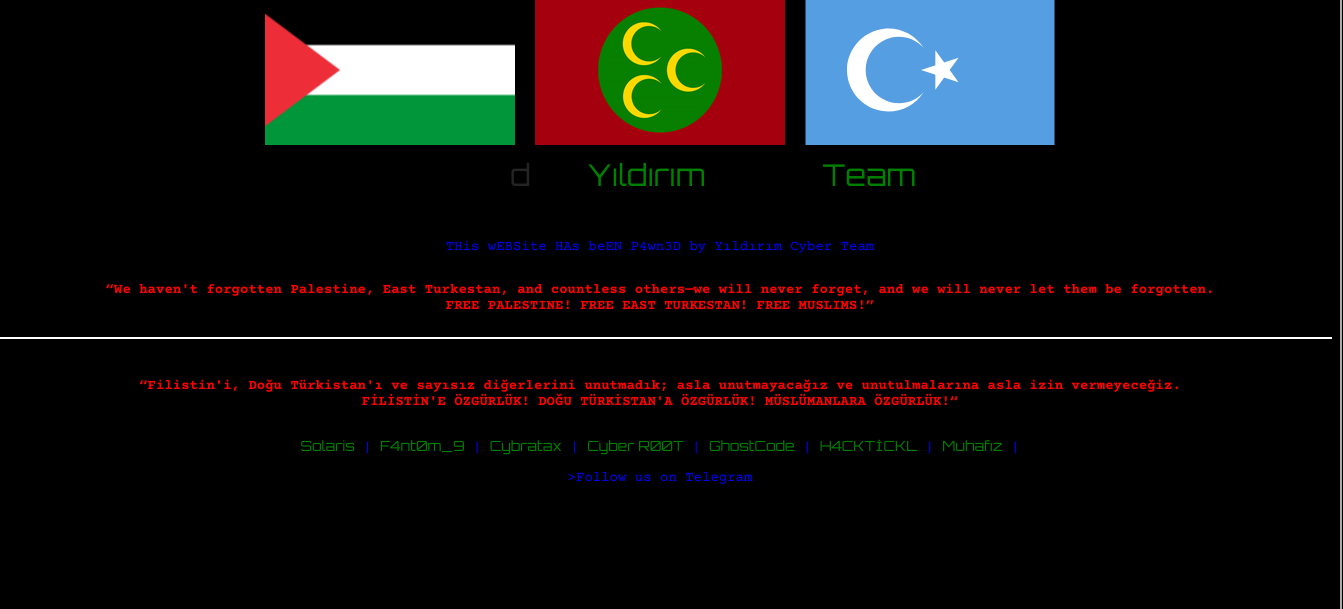 d Yıldırım Team
THis wEBSite HAs beEN P4wn3D by Yıldırım Cyber Team
“We haven't forgotten Palestine, East Turkestan, and countless others—we will never forget, and we will never let them be forgotten.
FREE PALESTINE! FREE EAST TURKESTAN! FREE MUSLIMS!”
“Filistin'i, Doğu Türkistan'ı ve sayısız diğerlerini unutmadık; asla unutmayacağız ve unutulmalarına asla izin vermeyeceğiz.
FİLİSTİN'E ÖZGÜRLÜK! DOĞU TÜRKİSTAN'A ÖZGÜRLÜK! MÜSLÜMANLARA ÖZGÜRLÜK!“
Solaris | F4nt0m_9 | Cybratax | Cyber R00T | GhostCode | H4CKTİCKL | Muhafız |
>Follow us on Telegram